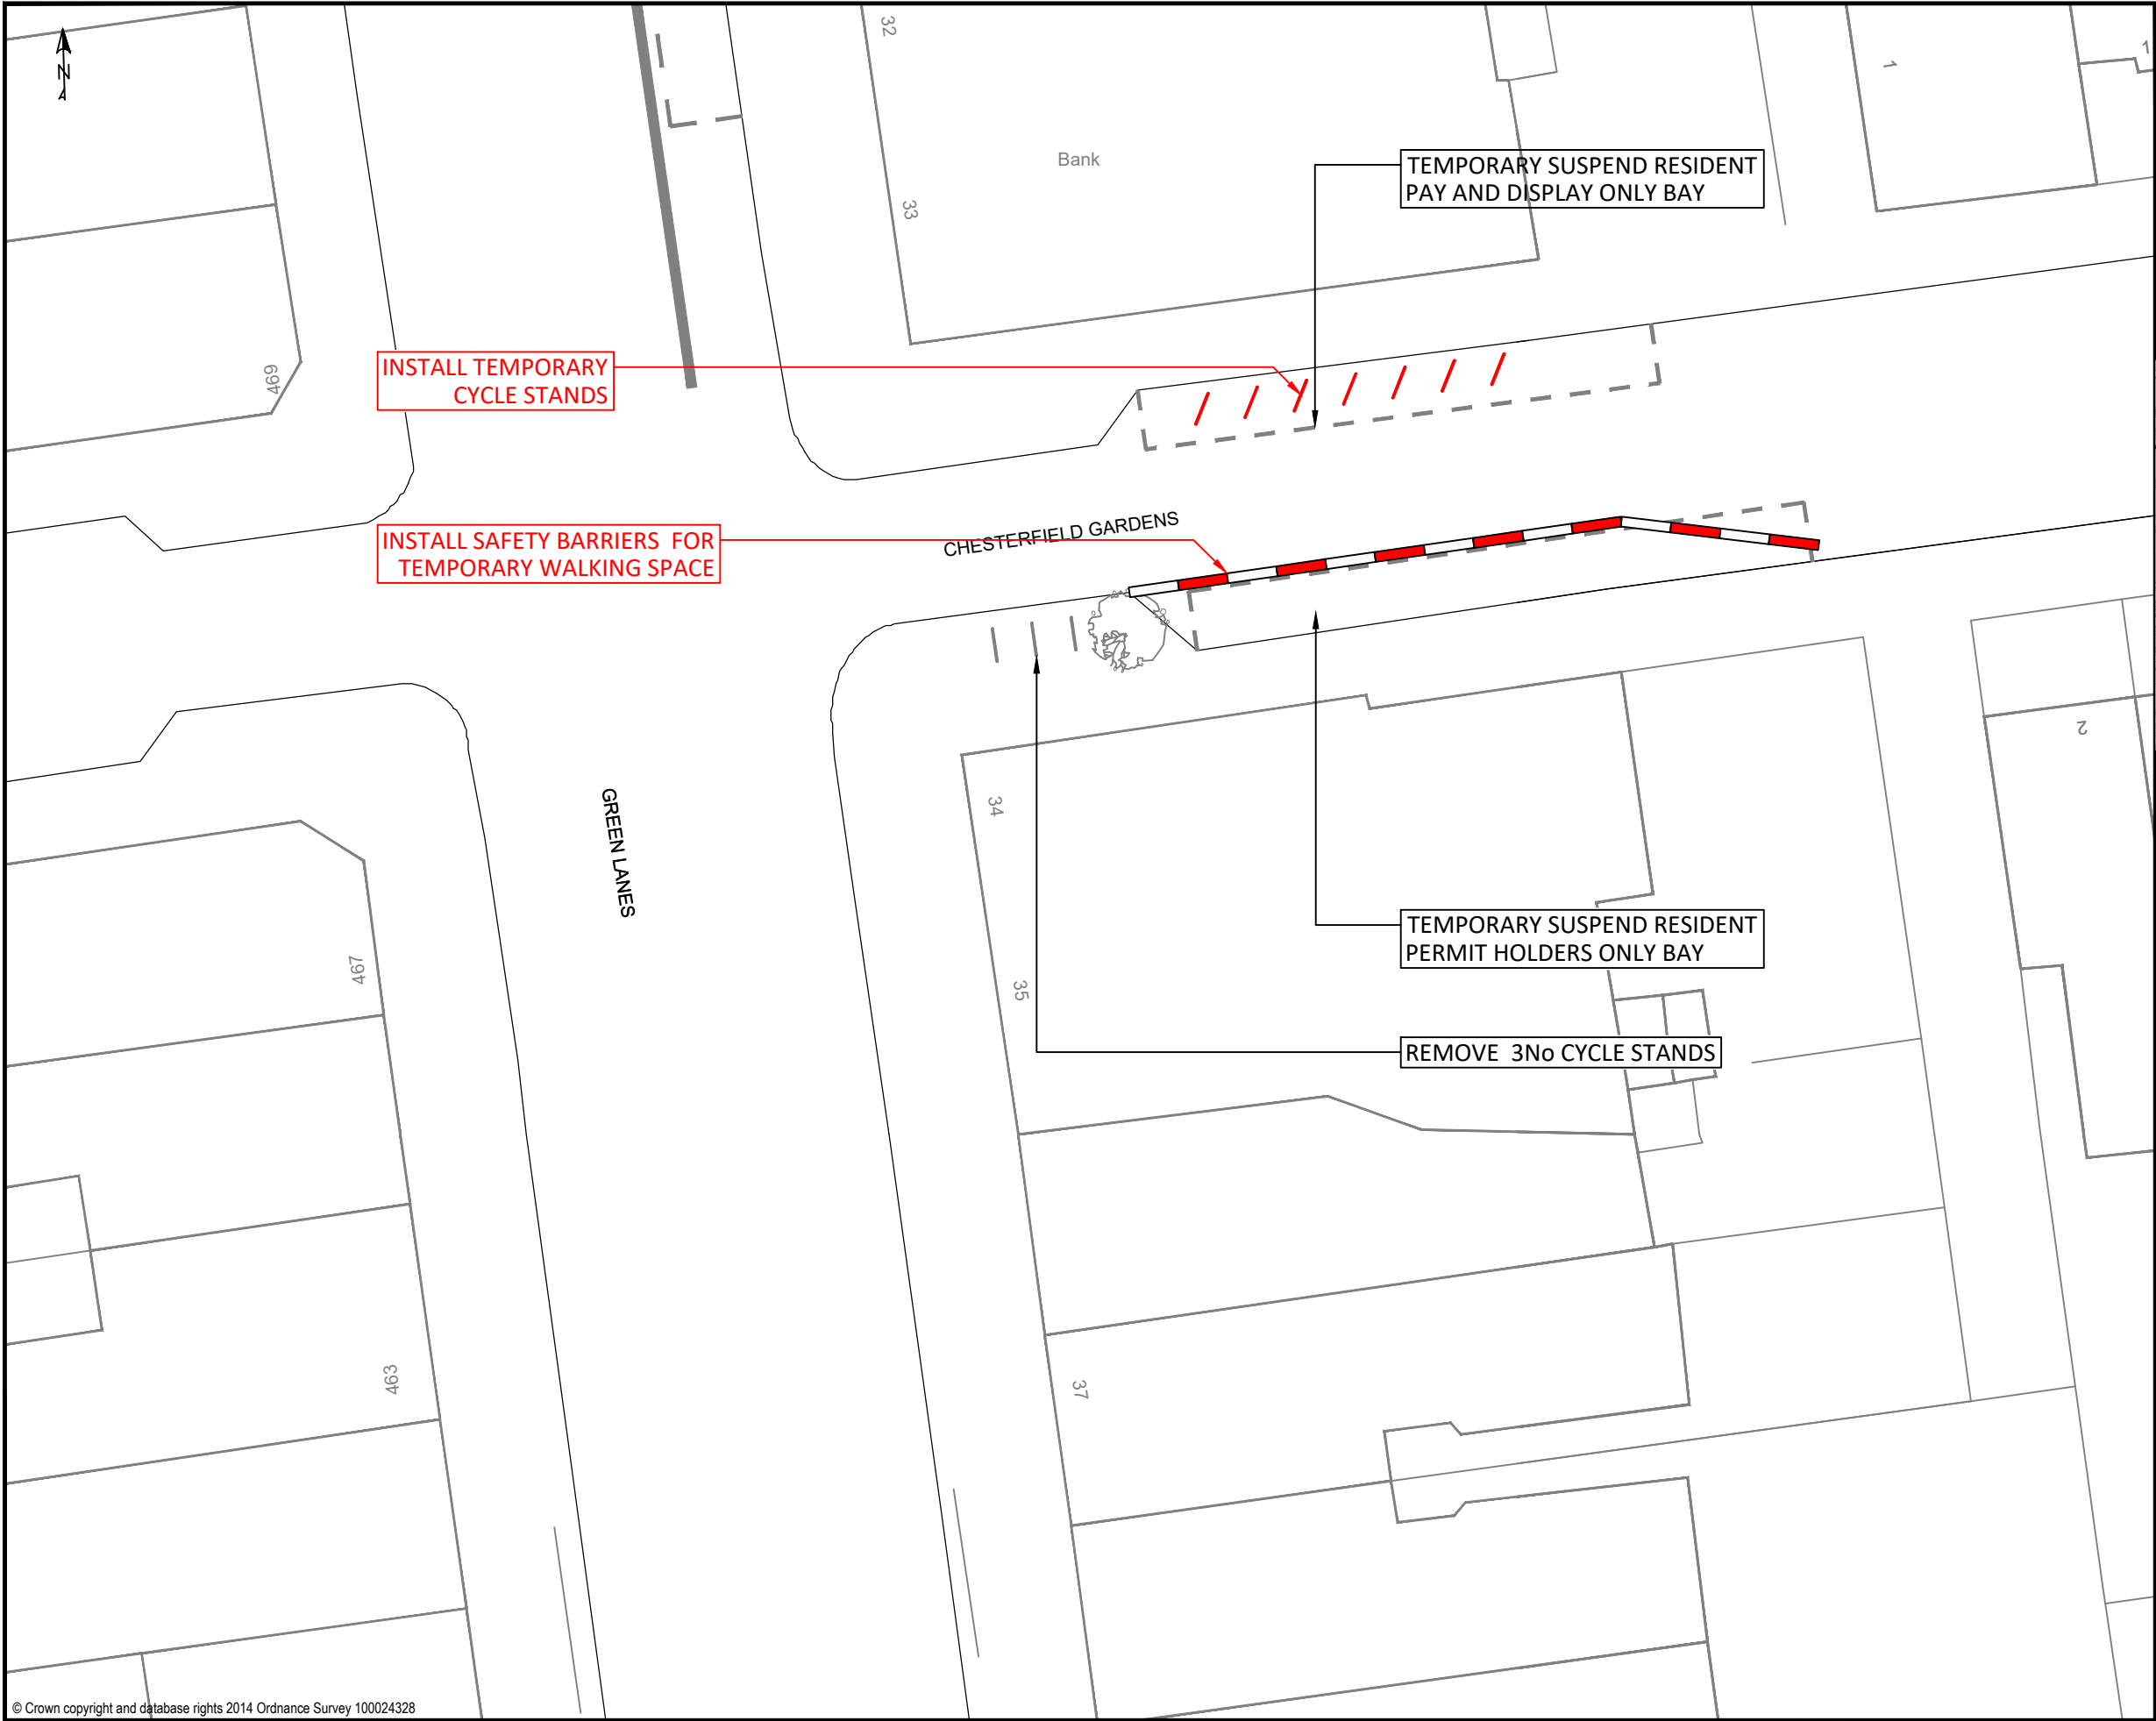 N
32
1
1
Bank
TEMPORARY SUSPEND RESIDENT
PAY AND DISPLAY ONLY BAY
33
INSTALL TEMPORARY
CYCLE STANDS
469
CHESTERFIELD GARDENS
INSTALL SAFETY BARRIERS FOR
TEMPORARY WALKING SPACE
2
34
GREEN LANES
TEMPORARY SUSPEND RESIDENT
PERMIT HOLDERS ONLY BAY
467
35
REMOVE 3No CYCLE STANDS
463
37
© Crown copyright and database rights 2014 Ordnance Survey 100024328